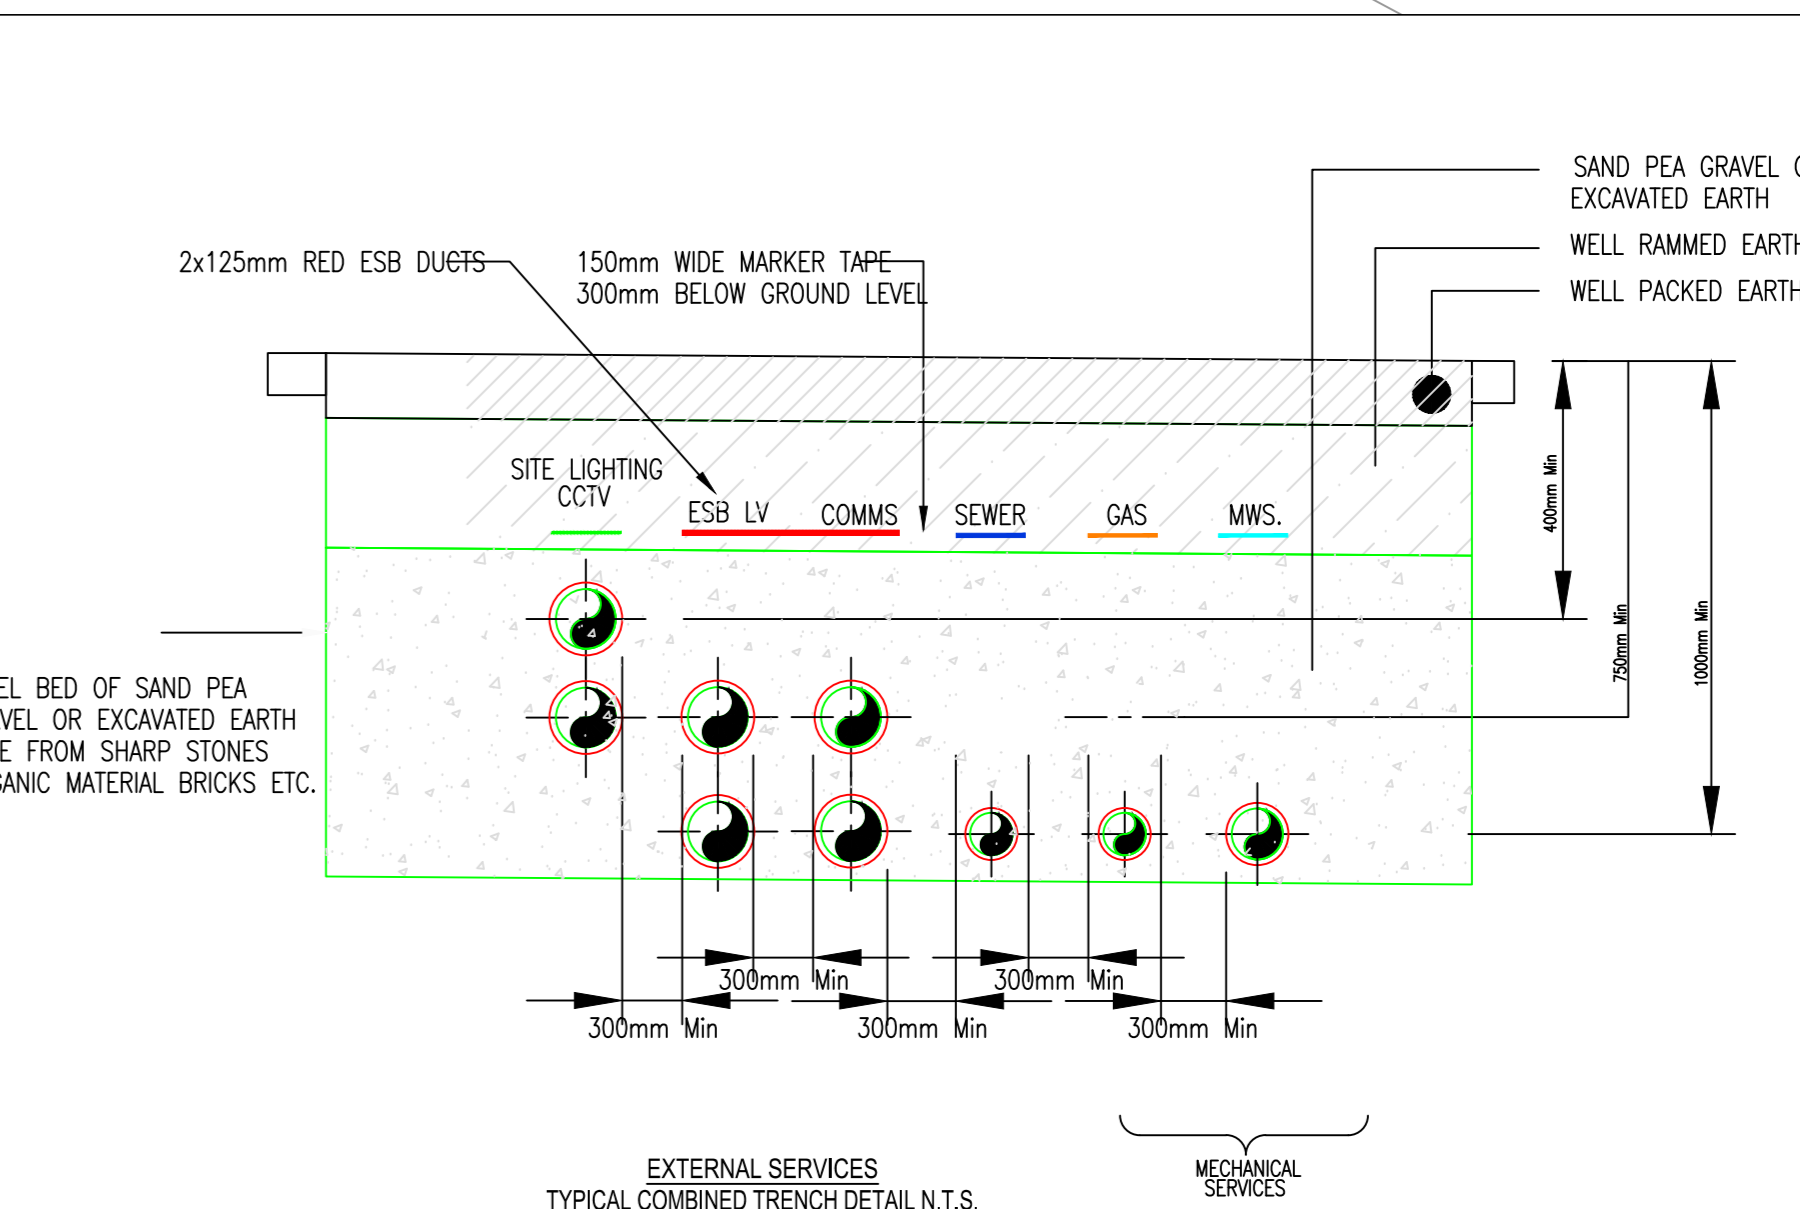 SAND PEA GRAVEL
EXCAVATED EARTH
WELL RAMMED EARTH
WELL PACKED EARTH
2x125mm RED ESB DUCTS
150mm WIDE MARKER TAPE
300mm BELOW GROUND LEVEL
SITE LIGHTING
CCTV
ESB LV
COMMS
SEWER
GAS
MWS.
400mm Min
750mm Min
1000mm Min
BED OF SAND PEA
OR EXCAVATED EARTH
FROM SHARP STONES
MATERIAL BRICKS ETC.
300mm Min
300mm Min
300mm Min
300mm Min
300mm Min
EXTERNAL SERVICES
TYPICAL COMBINED TRENCH DETAIL N.T.S.
MECHANICAL
SERVICES